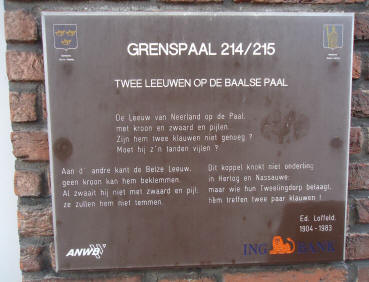 GRENSPAAL 214/215
TWEE LEEUWEN OP DE BAALSE PAAL
De Leeuw van Neerland op de Paal,
met kroon en zwaard en pijlen.
Zijn hem twee klauwen niet genoeg ?
Moet hij z'n tanden vijlen ?
Aan d' andre kant de Belze Leeuw,
geen kroon kan hem beklemmen.
Al zwaait hij niet met zwaard en pijl,
ze zullen hem niet temmen.
Dit koppel knokt niet onderling
in Hertog en Nassauwe:
maar wie hun Tweelingdorp belaagt,
hèm treffen twee paar klauwen !
Ed. Loffeld.
1904 - 1983
ANWB
ING BANK